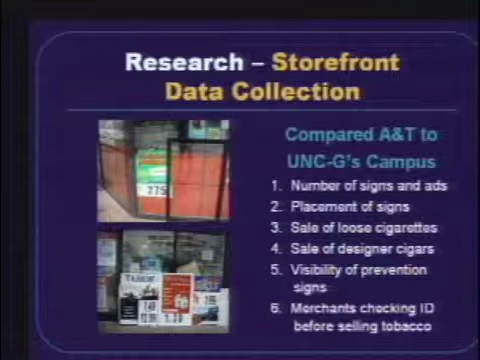 Research – Storefront
Data Collection
Compared A&T to
UNC-G's Campus
1. Number of signs and ads
2. Placement of signs
3. Sale of loose cigarettes
4. Sale of designer cigars
5. Visibility of prevention
signs
6. Merchants checking ID
before selling tobacco
275